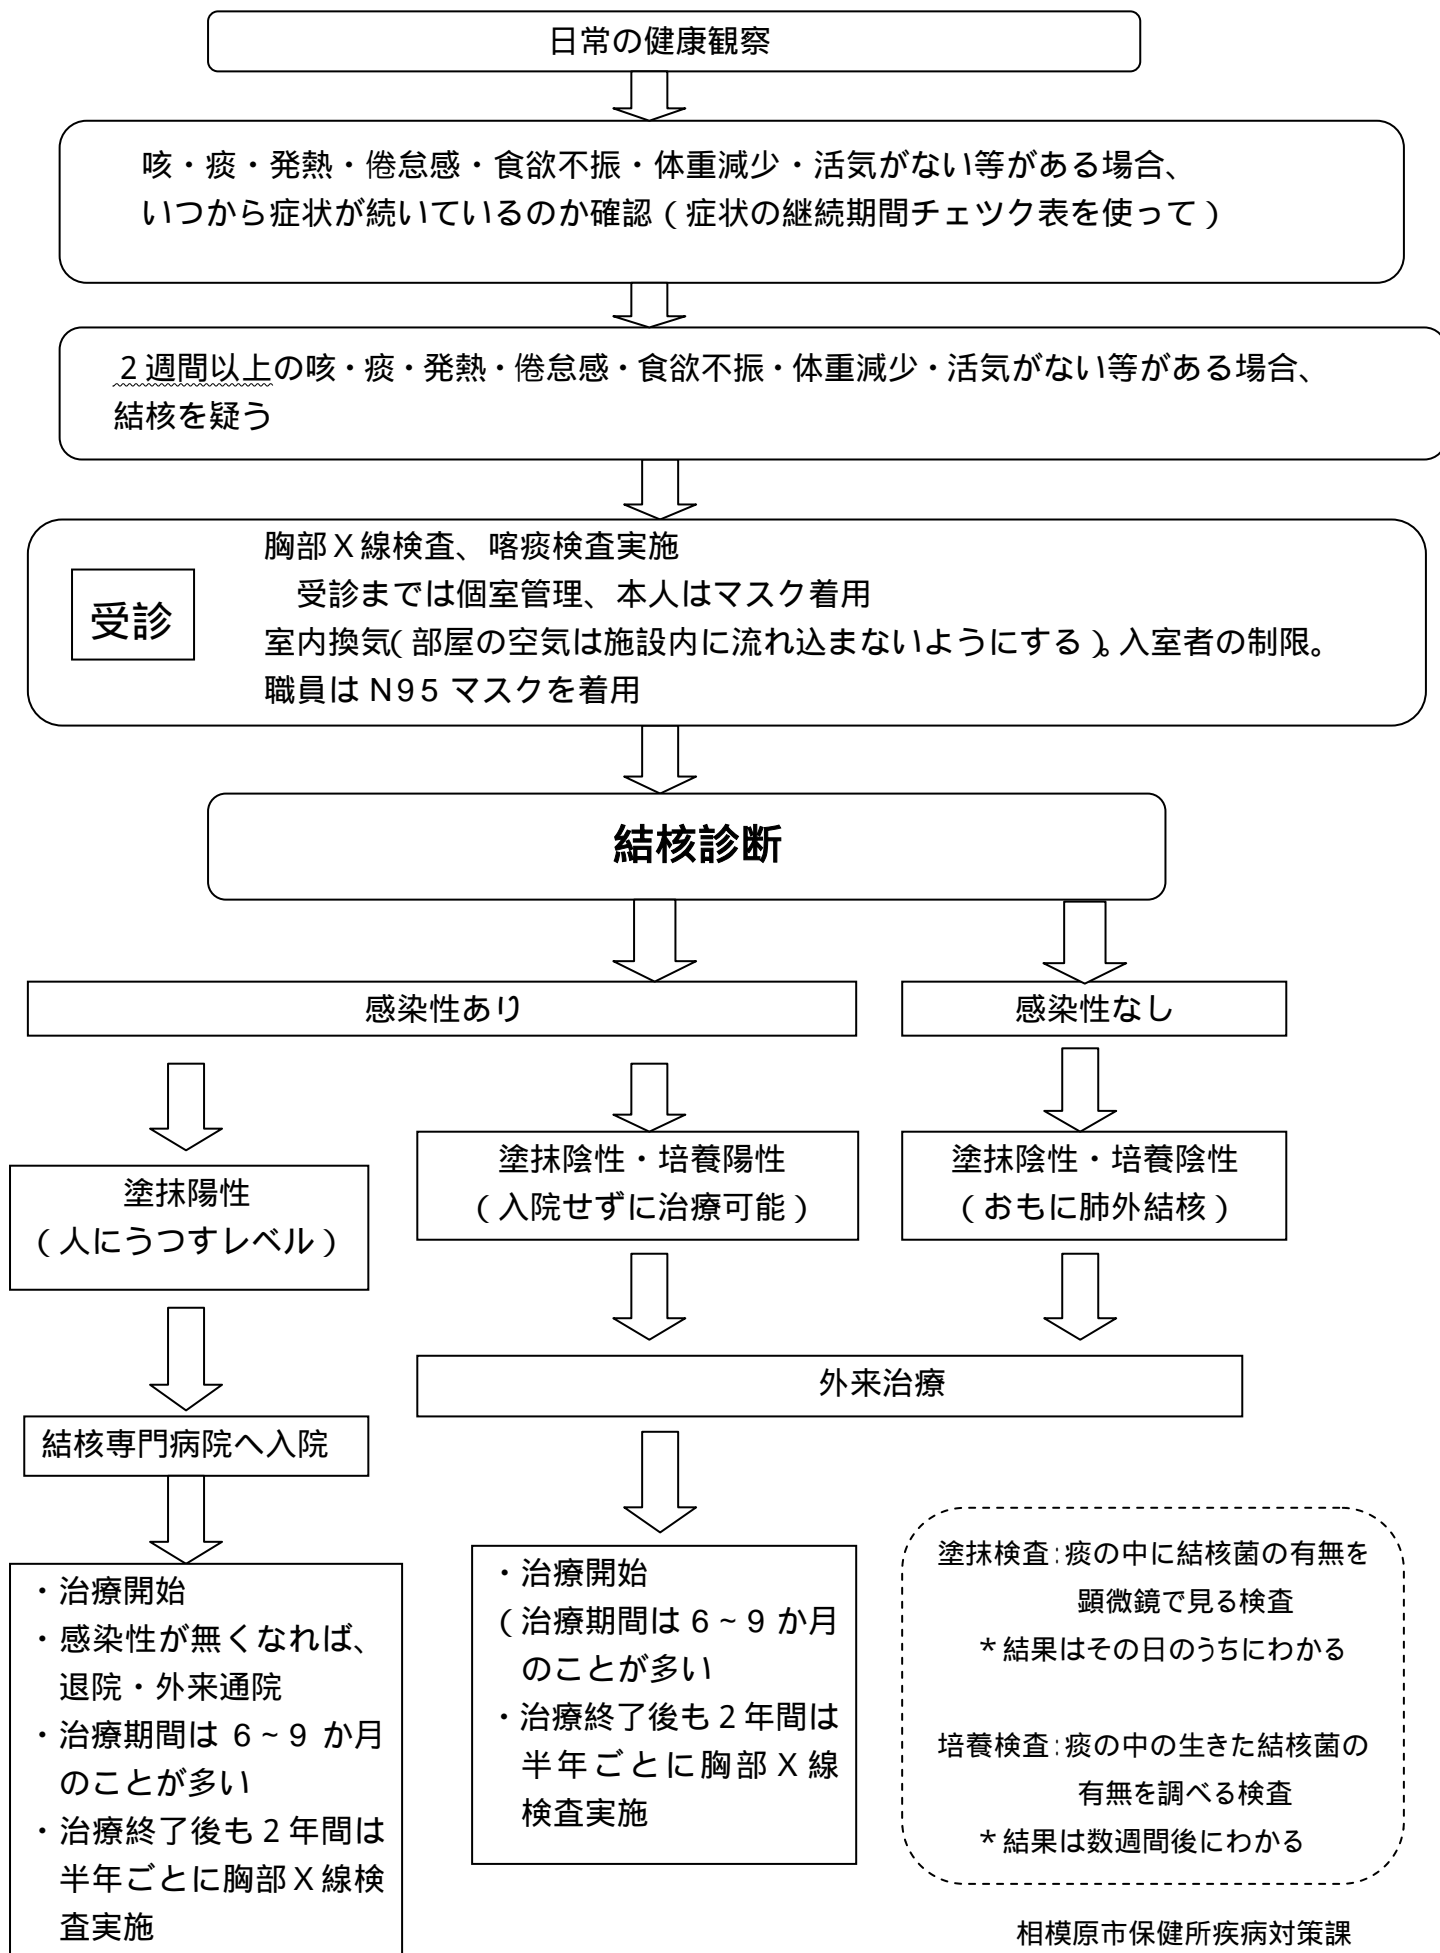 日常の健康観察
咳・痰・発熱・倦怠感・食欲不振・体重減少・活気がない等がある場合、
いつから症状が続いているのか確認(症状の継続期間チェツク表を使って)
2週間以上の咳・痰・発熱・倦怠感・食欲不振・体重減少・活気がない等がある場合、
結核を疑う
受診
胸部X線検査、喀痰検査実施
受診までは個室管理、本人はマスク着用
室内換気(部屋の空気は施設内に流れ込まないようにする)。入室者の制限。
職員は N95 マスクを着用
結核診断
感染性あり
感染性なし
塗抹陽性
(人にうつすレベル)
塗抹陰性・培養陽性
(入院せずに治療可能)
塗抹陰性・培養陰性
(おもに肺外結核)
外来治療
結核専門病院へ入院
・治療開始
・感染性が無くなれば、
退院・外来通院
・治療期間は 6~9 か月
のことが多い
・治療終了後も2年間は
半年ごとに胸部X線検
査実施
・治療開始
(治療期間は 6~9 か月
のことが多い
・治療終了後も2年間は
半年ごとに胸部X線
検査実施
塗抹検査:痰の中に結核菌の有無を
顕微鏡で見る検査
*結果はその日のうちにわかる
培養検査:痰の中の生きた結核菌の
有無を調べる検査
*結果は数週間後にわかる
相模原市保健所疾病対策課